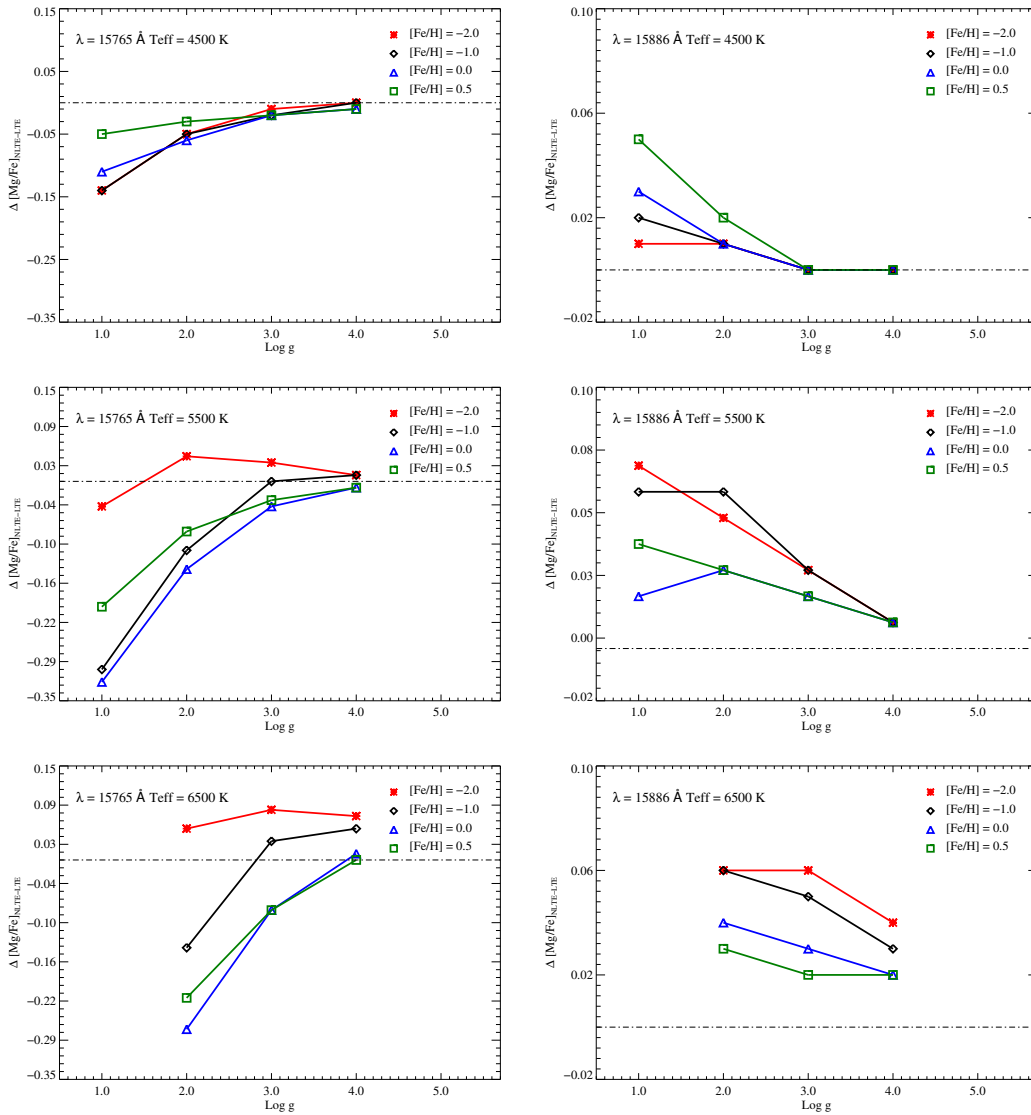 λ = 15765 Å Teff = 4500 K
[Fe/H] = −2.0
[Fe/H] = −1.0
[Fe/H] = 0.0
[Fe/H] = 0.5
0.15
0.05
−0.05
−0.15
−0.25
−0.35
Δ [Mg/Fe]NLTE−LTE
1.0 2.0 3.0 4.0 5.0
Log g
λ = 15886 Å Teff = 4500 K
[Fe/H] = −2.0
[Fe/H] = −1.0
[Fe/H] = 0.0
[Fe/H] = 0.5
0.10
0.06
0.02
−0.02
Δ [Mg/Fe]NLTE−LTE
1.0 2.0 3.0 4.0 5.0
Log g
λ = 15765 Å Teff = 5500 K
[Fe/H] = −2.0
[Fe/H] = −1.0
[Fe/H] = 0.0
[Fe/H] = 0.5
0.15
0.09
0.03
−0.04
−0.10
−0.16
−0.22
−0.29
−0.35
Δ [Mg/Fe]NLTE−LTE
1.0 2.0 3.0 4.0 5.0
Log g
λ = 15886 Å Teff = 5500 K
[Fe/H] = −2.0
[Fe/H] = −1.0
[Fe/H] = 0.0
[Fe/H] = 0.5
0.10
0.08
0.05
0.03
0.00
−0.02
Δ [Mg/Fe]NLTE−LTE
1.0 2.0 3.0 4.0 5.0
Log g
λ = 15765 Å Teff = 6500 K
[Fe/H] = −2.0
[Fe/H] = −1.0
[Fe/H] = 0.0
[Fe/H] = 0.5
0.15
0.09
0.03
−0.04
−0.10
−0.16
−0.22
−0.29
−0.35
Δ [Mg/Fe]NLTE−LTE
1.0 2.0 3.0 4.0 5.0
Log g
λ = 15886 Å Teff = 6500 K
[Fe/H] = −2.0
[Fe/H] = −1.0
[Fe/H] = 0.0
[Fe/H] = 0.5
0.10
0.06
0.02
−0.02
Δ [Mg/Fe]NLTE−LTE
1.0 2.0 3.0 4.0 5.0
Log g